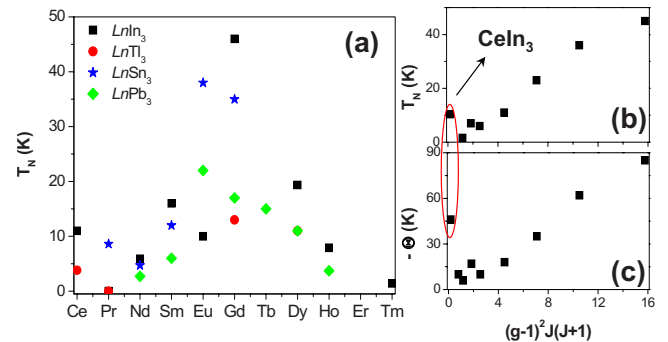 (a)
LnIn₃
LnTl₃
LnSn₃
LnPb₃
T_N (K)
50
40
30
20
10
0
Ce Pr Nd Sm Eu Gd Tb Dy Ho Er Tm
CeIn₃
(b)
T_N (K)
40
20
0
(c)
- Θ (K)
90
60
30
0
0 4 8 12 16
(g-1)²J(J+1)